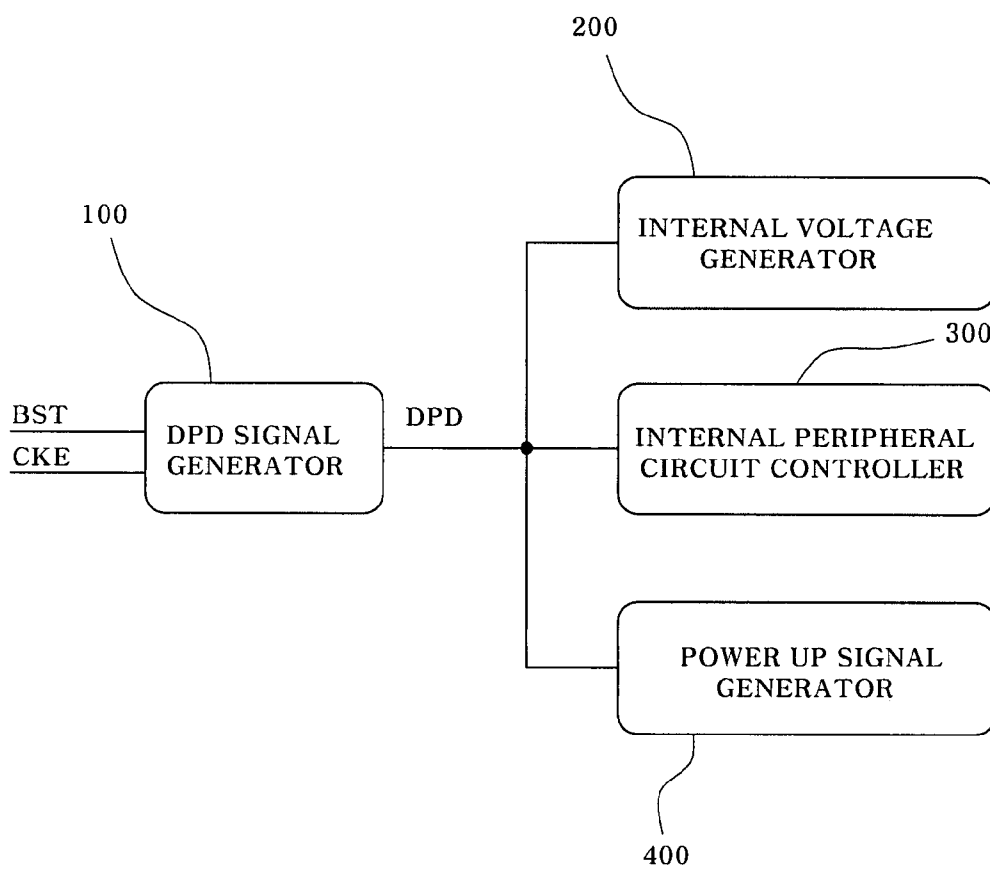 200
100
INTERNAL VOLTAGE
GENERATOR
300
BST
CKE
DPD SIGNAL
GENERATOR
DPD
INTERNAL PERIPHERAL
CIRCUIT CONTROLLER
POWER UP SIGNAL
GENERATOR
400